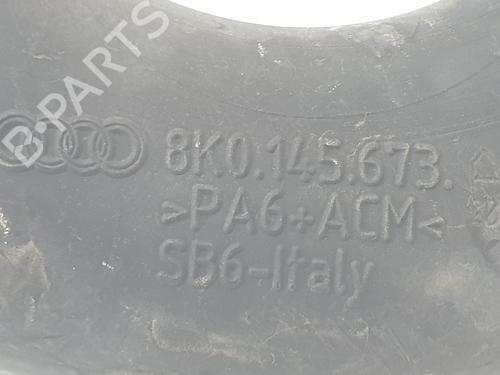 B-PARTS
8K0.145.673.
>PA6+ACM<
SB6-Italy